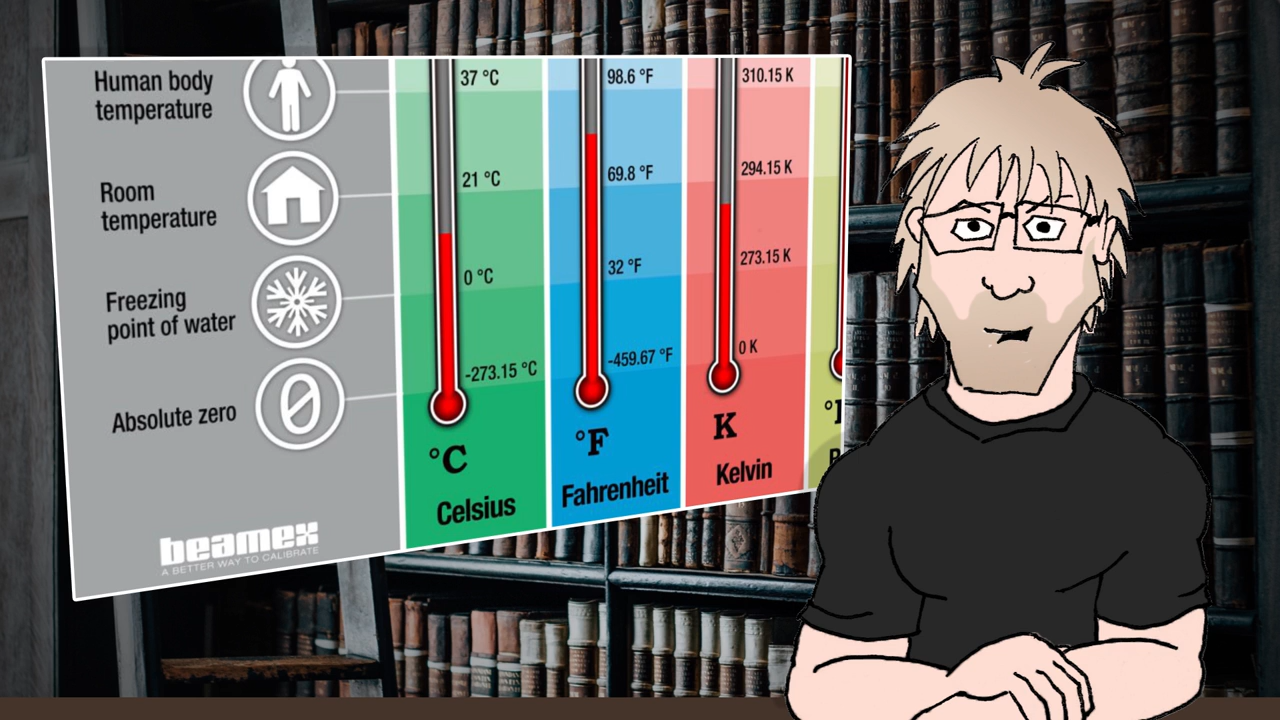 Human body
temperature
37 °C
98.6 °F
310.15 K
Room
temperature
21 °C
69.8 °F
294.15 K
Freezing
point of water
0 °C
32 °F
273.15 K
Absolute zero
0
-273.15 °C
-459.67 °F
0 K
°C
°F
K
Celsius
Fahrenheit
Kelvin
beamex
A BETTER WAY TO CALIBRATE